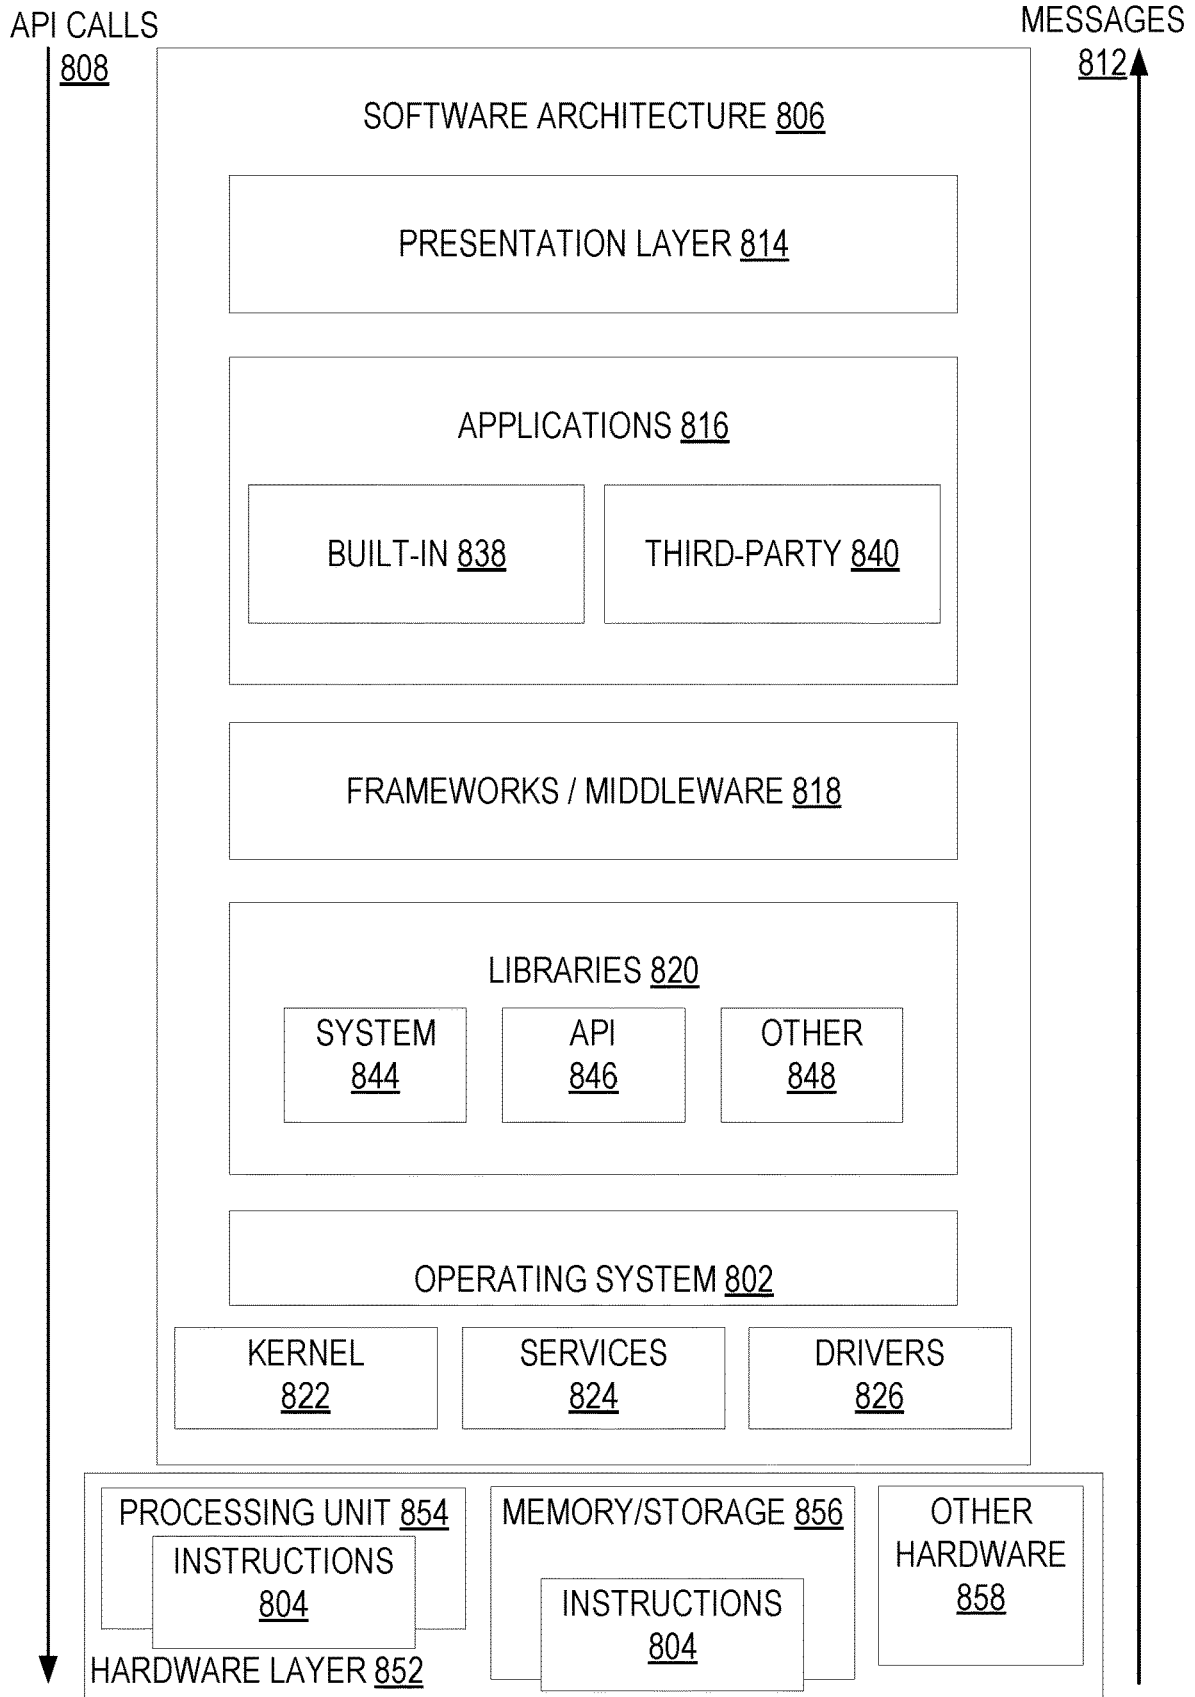 API CALLS
808
MESSAGES
812
SOFTWARE ARCHITECTURE 806
PRESENTATION LAYER 814
APPLICATIONS 816
BUILT-IN 838
THIRD-PARTY 840
FRAMEWORKS / MIDDLEWARE 818
LIBRARIES 820
SYSTEM
844
API
846
OTHER
848
OPERATING SYSTEM 802
KERNEL
822
SERVICES
824
DRIVERS
826
PROCESSING UNIT 854
INSTRUCTIONS
804
MEMORY/STORAGE 856
INSTRUCTIONS
804
OTHER
HARDWARE
858
HARDWARE LAYER 852